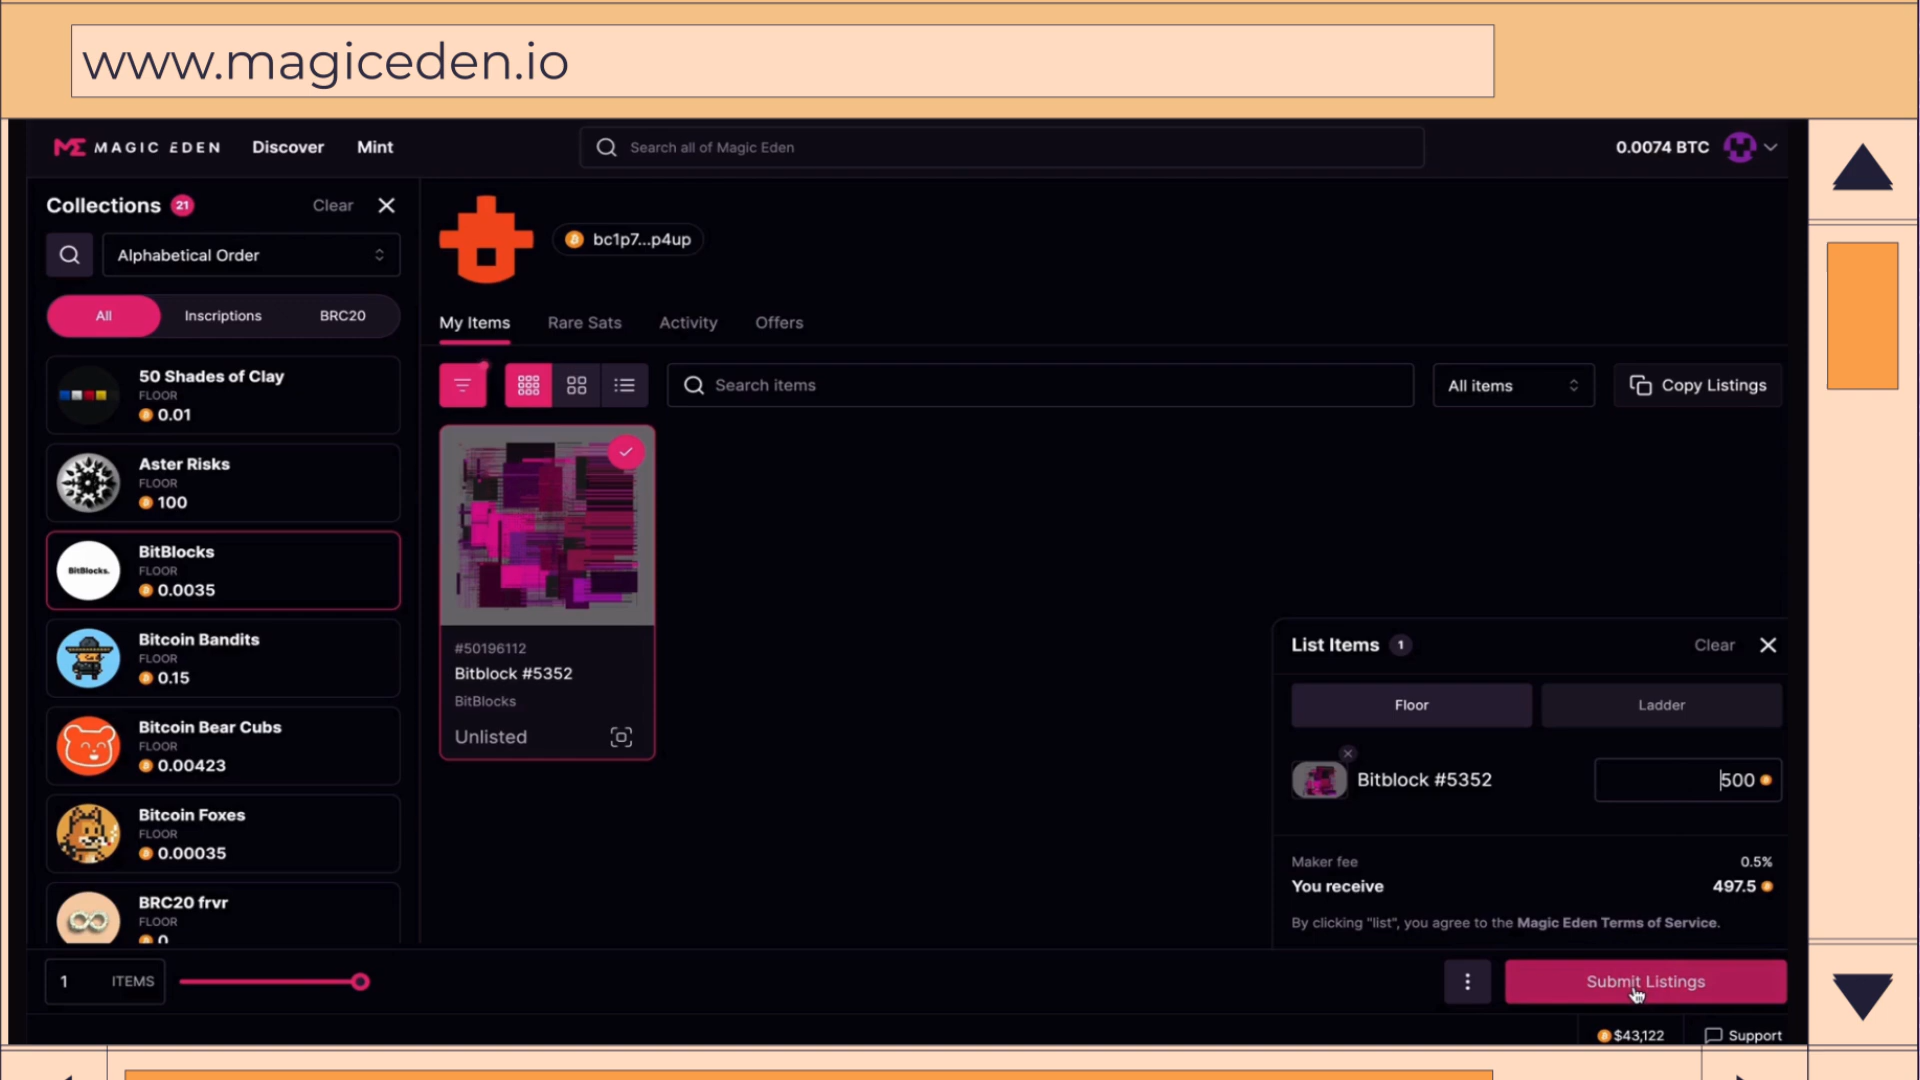 www.magiceden.io
MAGIC EDEN
Discover
Mint
Search all of Magic Eden
0.0074 BTC
Collections 21
Clear
Alphabetical Order
All
Inscriptions
BRC20
50 Shades of Clay
FLOOR
0.01
Aster Risks
FLOOR
100
BitBlocks.
BitBlocks
FLOOR
0.0035
Bitcoin Bandits
FLOOR
0.15
Bitcoin Bear Cubs
FLOOR
0.00423
Bitcoin Foxes
FLOOR
0.00035
BRC20 frvr
FLOOR
0
bc1p7...p4up
My Items
Rare Sats
Activity
Offers
Search items
All items
Copy Listings
#50196112
Bitblock #5352
BitBlocks
Unlisted
List Items 1
Clear
Floor
Ladder
Bitblock #5352
500
Maker fee
0.5%
You receive
497.5
By clicking "list", you agree to the Magic Eden Terms of Service.
1 ITEMS
Submit Listings
$43,122
Support